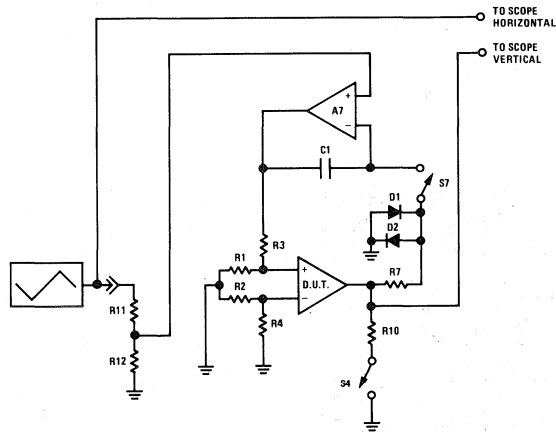 TO SCOPE
HORIZONTAL
TO SCOPE
VERTICAL
+
A7
−
C1
S7
D1
D2
R3
R1
+
R7
R2
D.U.T.
−
R11
R4
R10
R12
S4